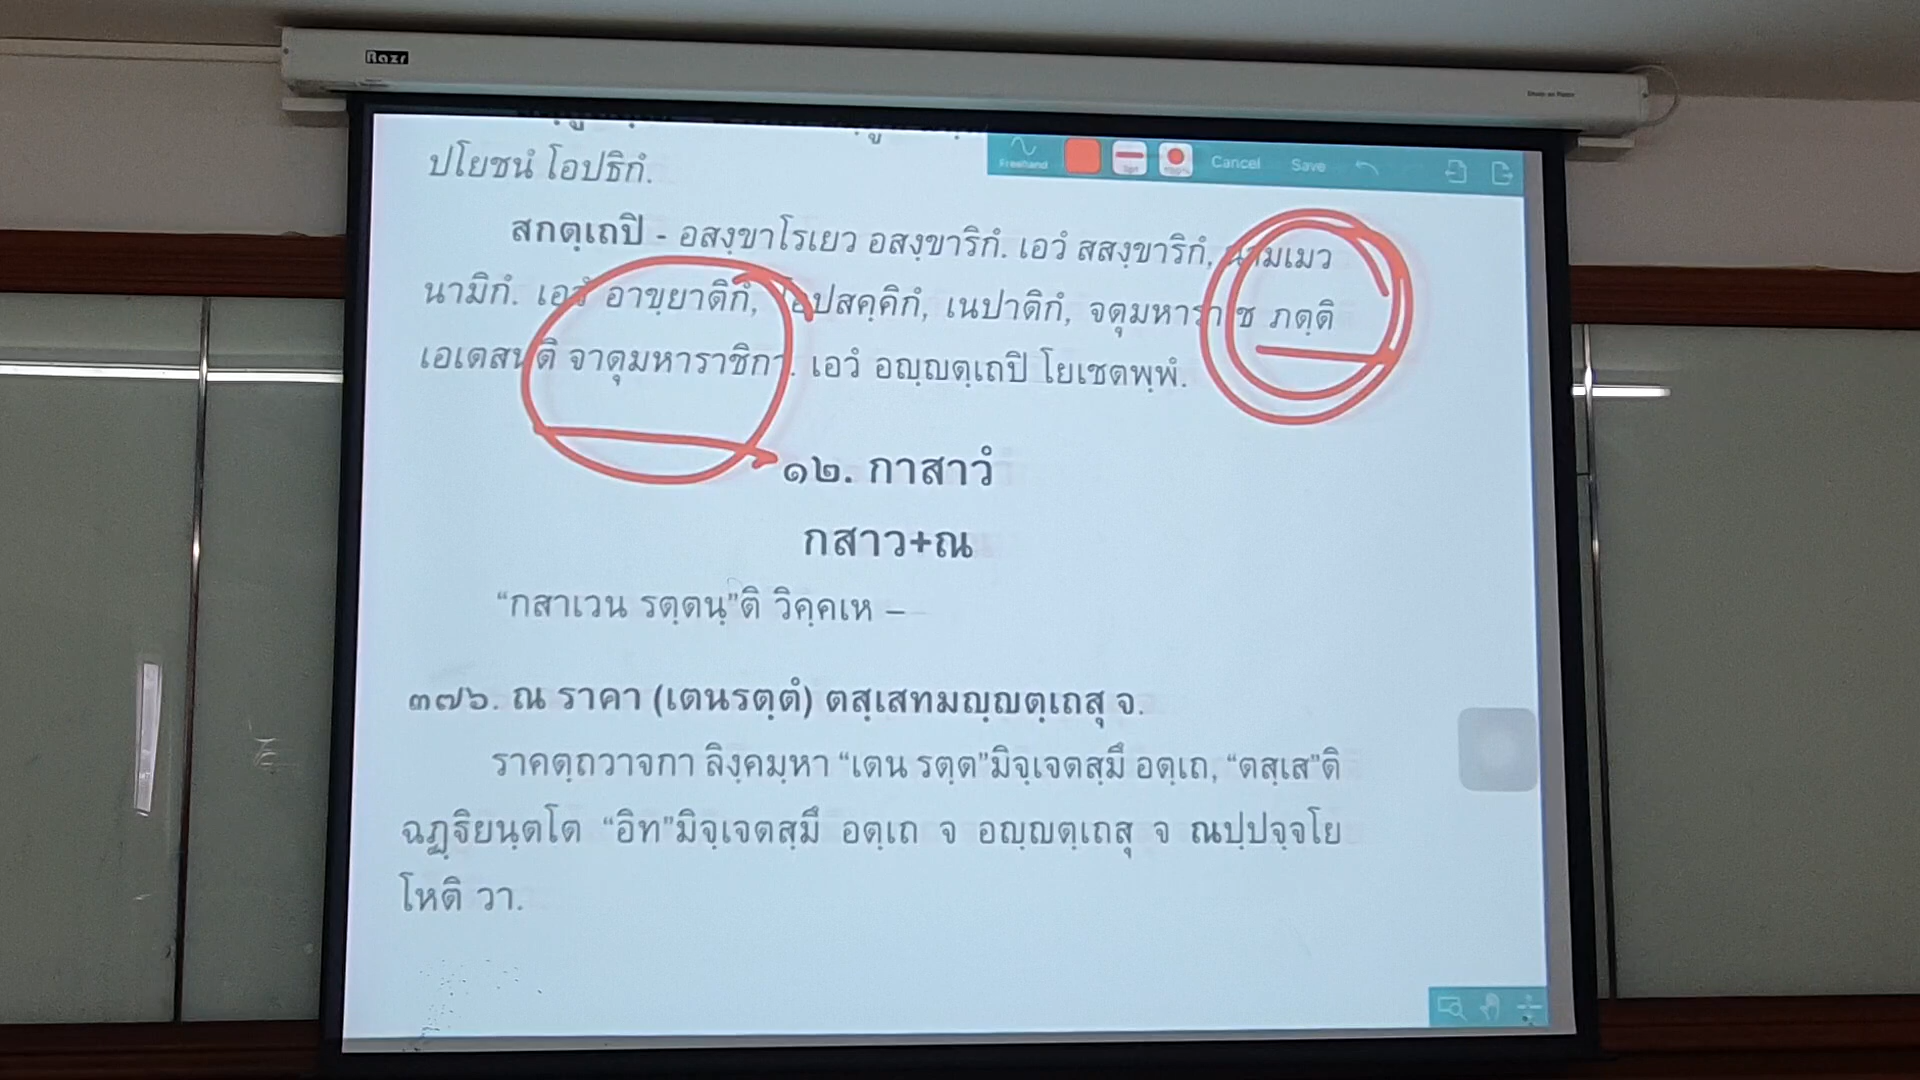 Razr
Freehand
Cancel
Save
ปโยชนํ โอปธิกํ.
สกตฺเถปิ - อสงฺขาโรเยว อสงฺขาริกํ. เอวํ สสงฺขาริกํ, นามเมว
นามิกํ. เอวํ อาขฺยาติกํ, โอปสคฺคิกํ, เนปาติกํ, จตุมหาราช ภตฺติ
เอเตสนฺติ จาตุมหาราชิกา. เอวํ อญฺญตฺเถปิ โยเชตพฺพํ.
๑๒. กาสาวํ
กสาว+ณ
“กสาเวน รตฺตนฺ”ติ วิคฺคเห –
๓๗๖. ณ ราคา (เตนรตฺตํ) ตสฺเสทมญฺญตฺเถสุ จ.
ราคตฺถวาจกา ลิงฺคมฺหา “เตน รตฺต”มิจฺเจตสฺมึ อตฺเถ, “ตสฺเส”ติ
ฉฏฺฐิยนฺตโต “อิท”มิจฺเจตสฺมึ อตฺเถ จ อญฺญตฺเถสุ จ ณปฺปจฺจโย
โหติ วา.